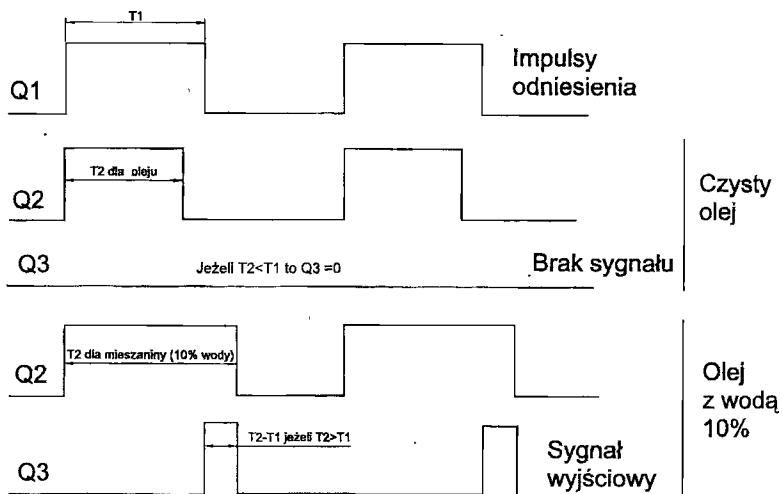 T1
Q1
Impulsy
odniesienia
T2 dla oleju
Q2
Czysty
olej
Q3
Jeżeli T2<T1 to Q3 =0
Brak sygnału
T2 dla mieszaniny (10% wody)
Q2
Olej
z wodą
10%
T2-T1 jeżeli T2>T1
Q3
Sygnał
wyjściowy